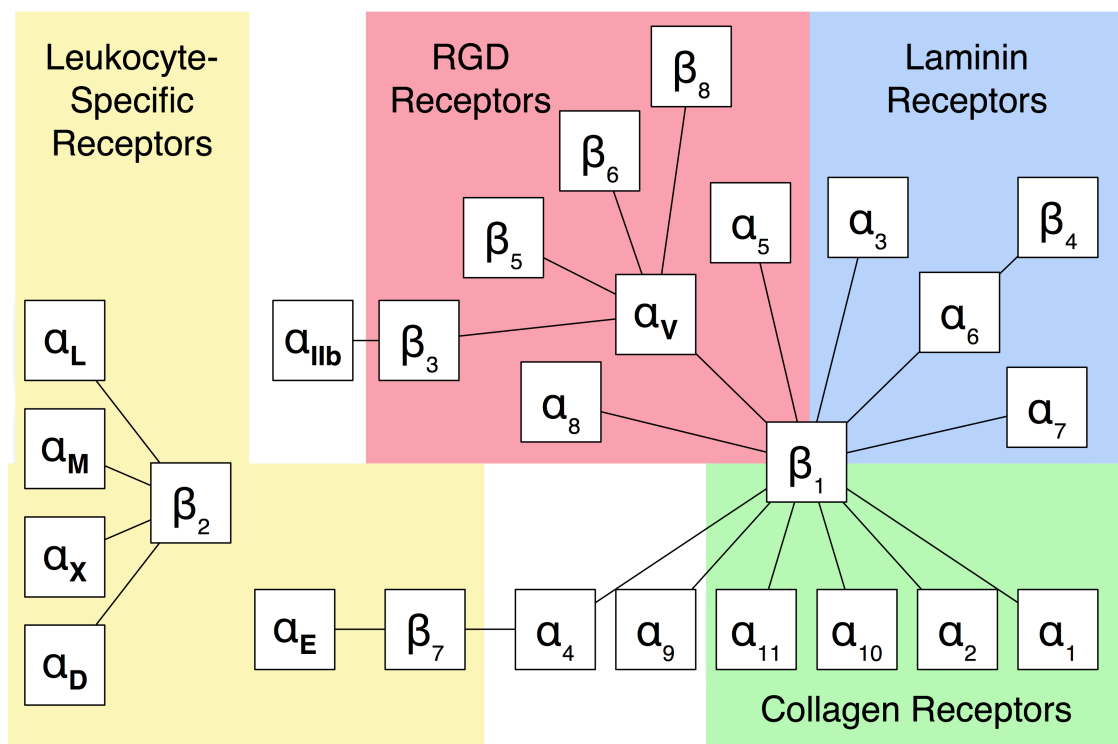 Leukocyte-
Specific
Receptors
RGD
Receptors
Laminin
Receptors
β8
β6
β5
α5
α3
β4
αV
α6
αL
αIIb
β3
α8
α7
αM
β1
β2
αX
αE
β7
α4
α9
α11
α10
α2
α1
αD
Collagen Receptors